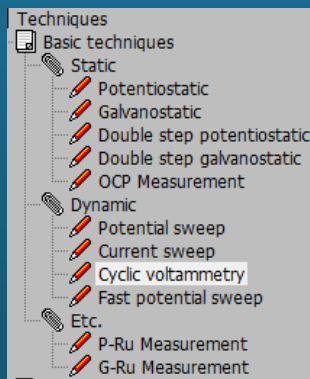 Techniques
Basic techniques
Static
Potentiostatic
Galvanostatic
Double step potentiostatic
Double step galvanostatic
OCP Measurement
Dynamic
Potential sweep
Current sweep
Cyclic voltammetry
Fast potential sweep
Etc.
P-Ru Measurement
G-Ru Measurement